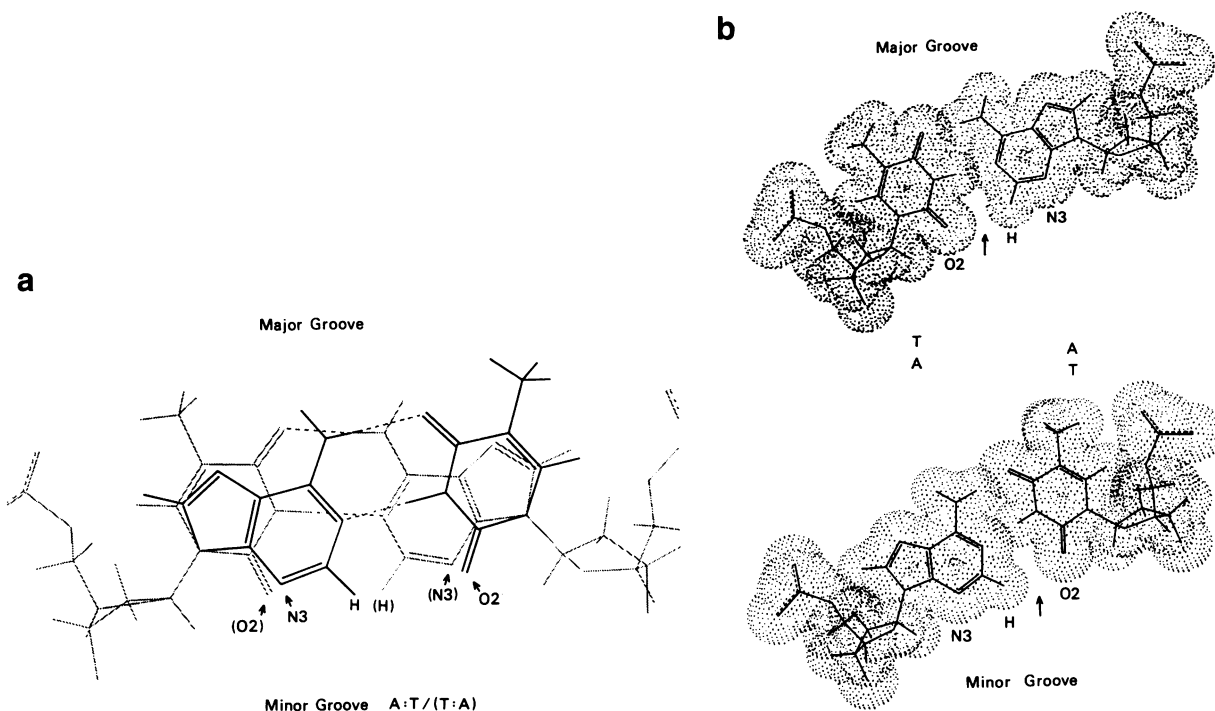 a
Major Groove
(O2)
N3
H
(H)
(N3)
O2
Minor Groove A:T/(T:A)
b
Major Groove
O2
H
N3
T
A
A
T
N3
H
O2
Minor Groove